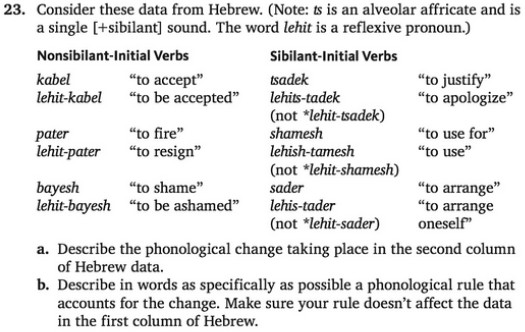 23. Consider these data from Hebrew. (Note: ts is an alveolar affricate and is
a single [+sibilant] sound. The word lehit is a reflexive pronoun.)
Nonsibilant-Initial Verbs Sibilant-Initial Verbs
kabel “to accept” tsadek “to justify”
lehit-kabel “to be accepted” lehits-tadek “to apologize”
(not *lehit-tsadek)
pater “to fire” shamesh “to use for”
lehit-pater “to resign” lehish-tamesh “to use”
(not *lehit-shamesh)
bayesh “to shame” sader “to arrange”
lehit-bayesh “to be ashamed” lehis-tader “to arrange
(not *lehit-sader) oneself”
a. Describe the phonological change taking place in the second column
of Hebrew data.
b. Describe in words as specifically as possible a phonological rule that
accounts for the change. Make sure your rule doesn’t affect the data
in the first column of Hebrew.